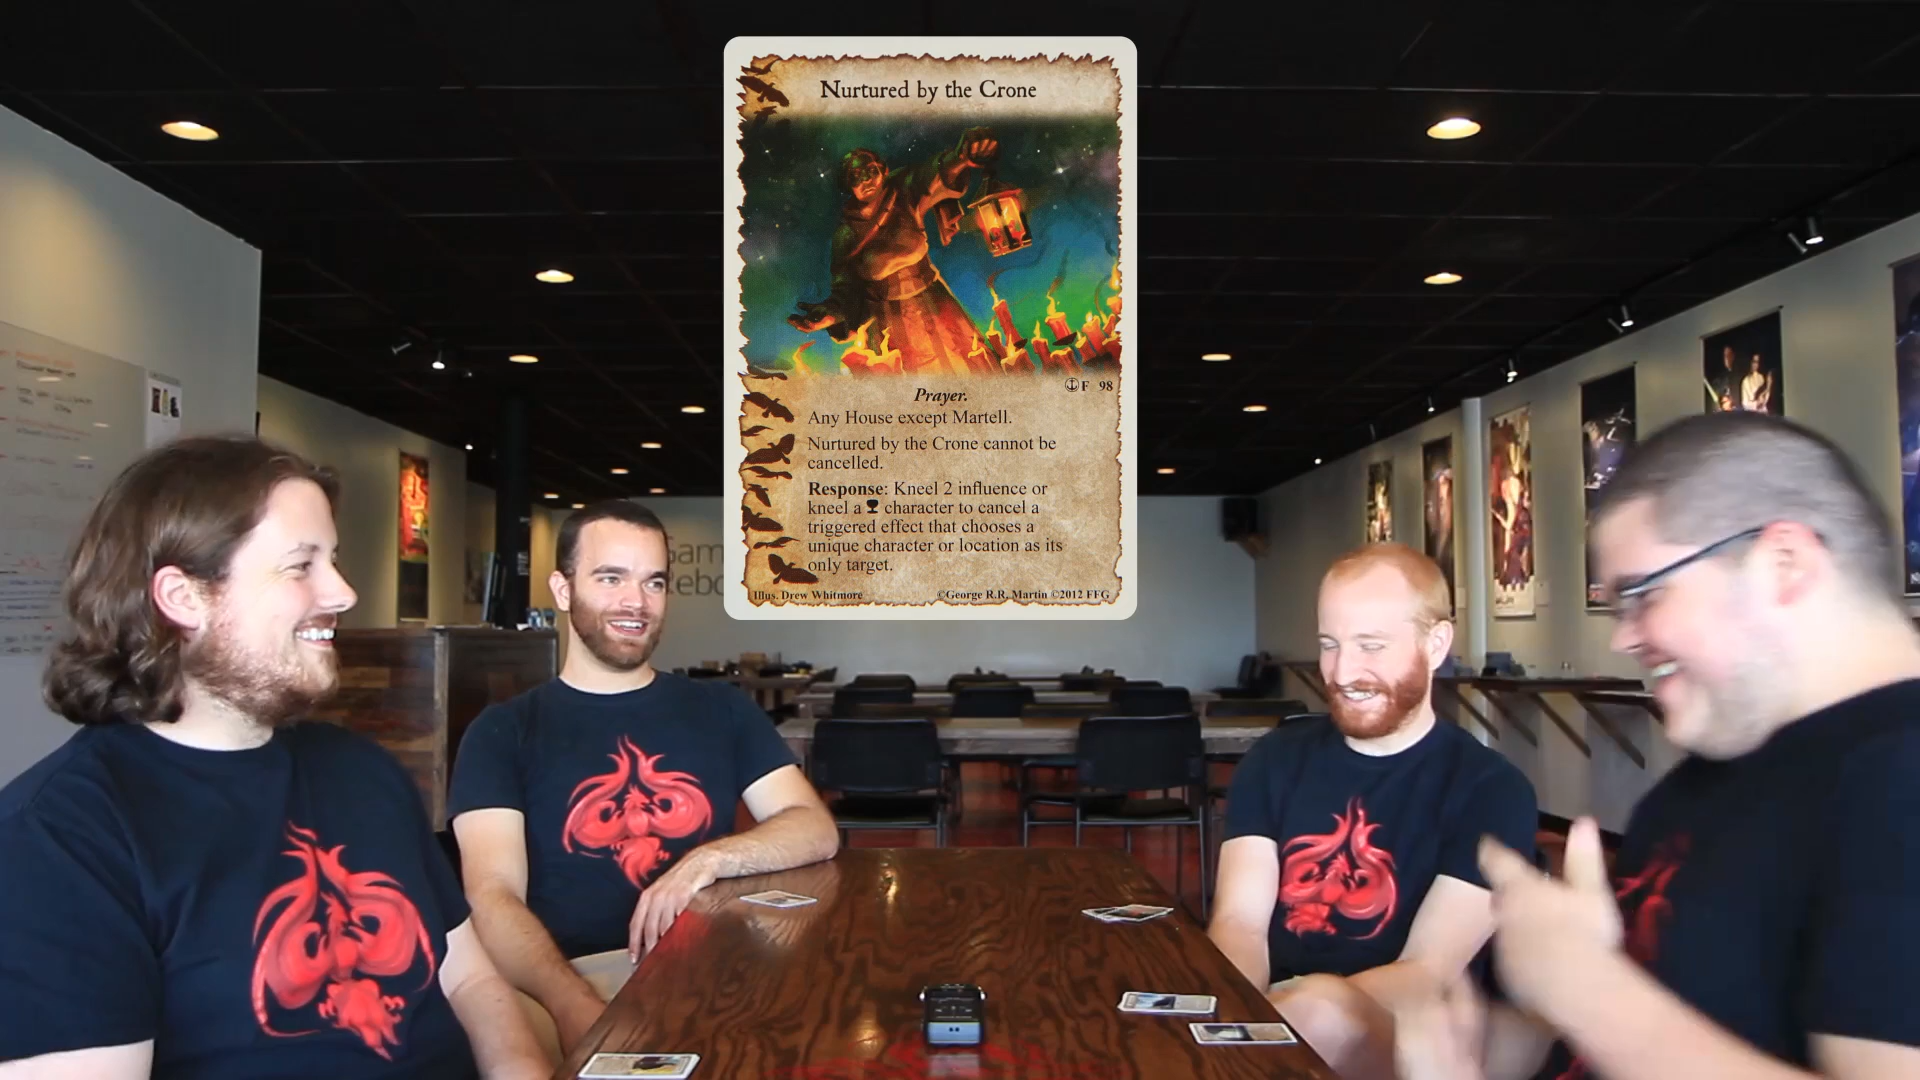 Nurtured by the Crone
F 98
Prayer.
Any House except Martell.
Nurtured by the Crone cannot be
cancelled.
Response: Kneel 2 influence or
kneel a character to cancel a
triggered effect that chooses a
unique character or location as its
only target.
Illus. Drew Whitmore ©George R.R. Martin ©2012 FFG